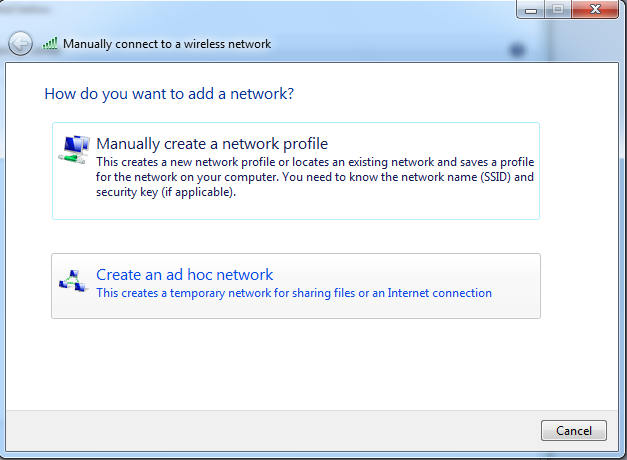 Manually connect to a wireless network
How do you want to add a network?
Manually create a network profile
This creates a new network profile or locates an existing network and saves a profile
for the network on your computer. You need to know the network name (SSID) and
security key (if applicable).
Create an ad hoc network
This creates a temporary network for sharing files or an Internet connection
Cancel